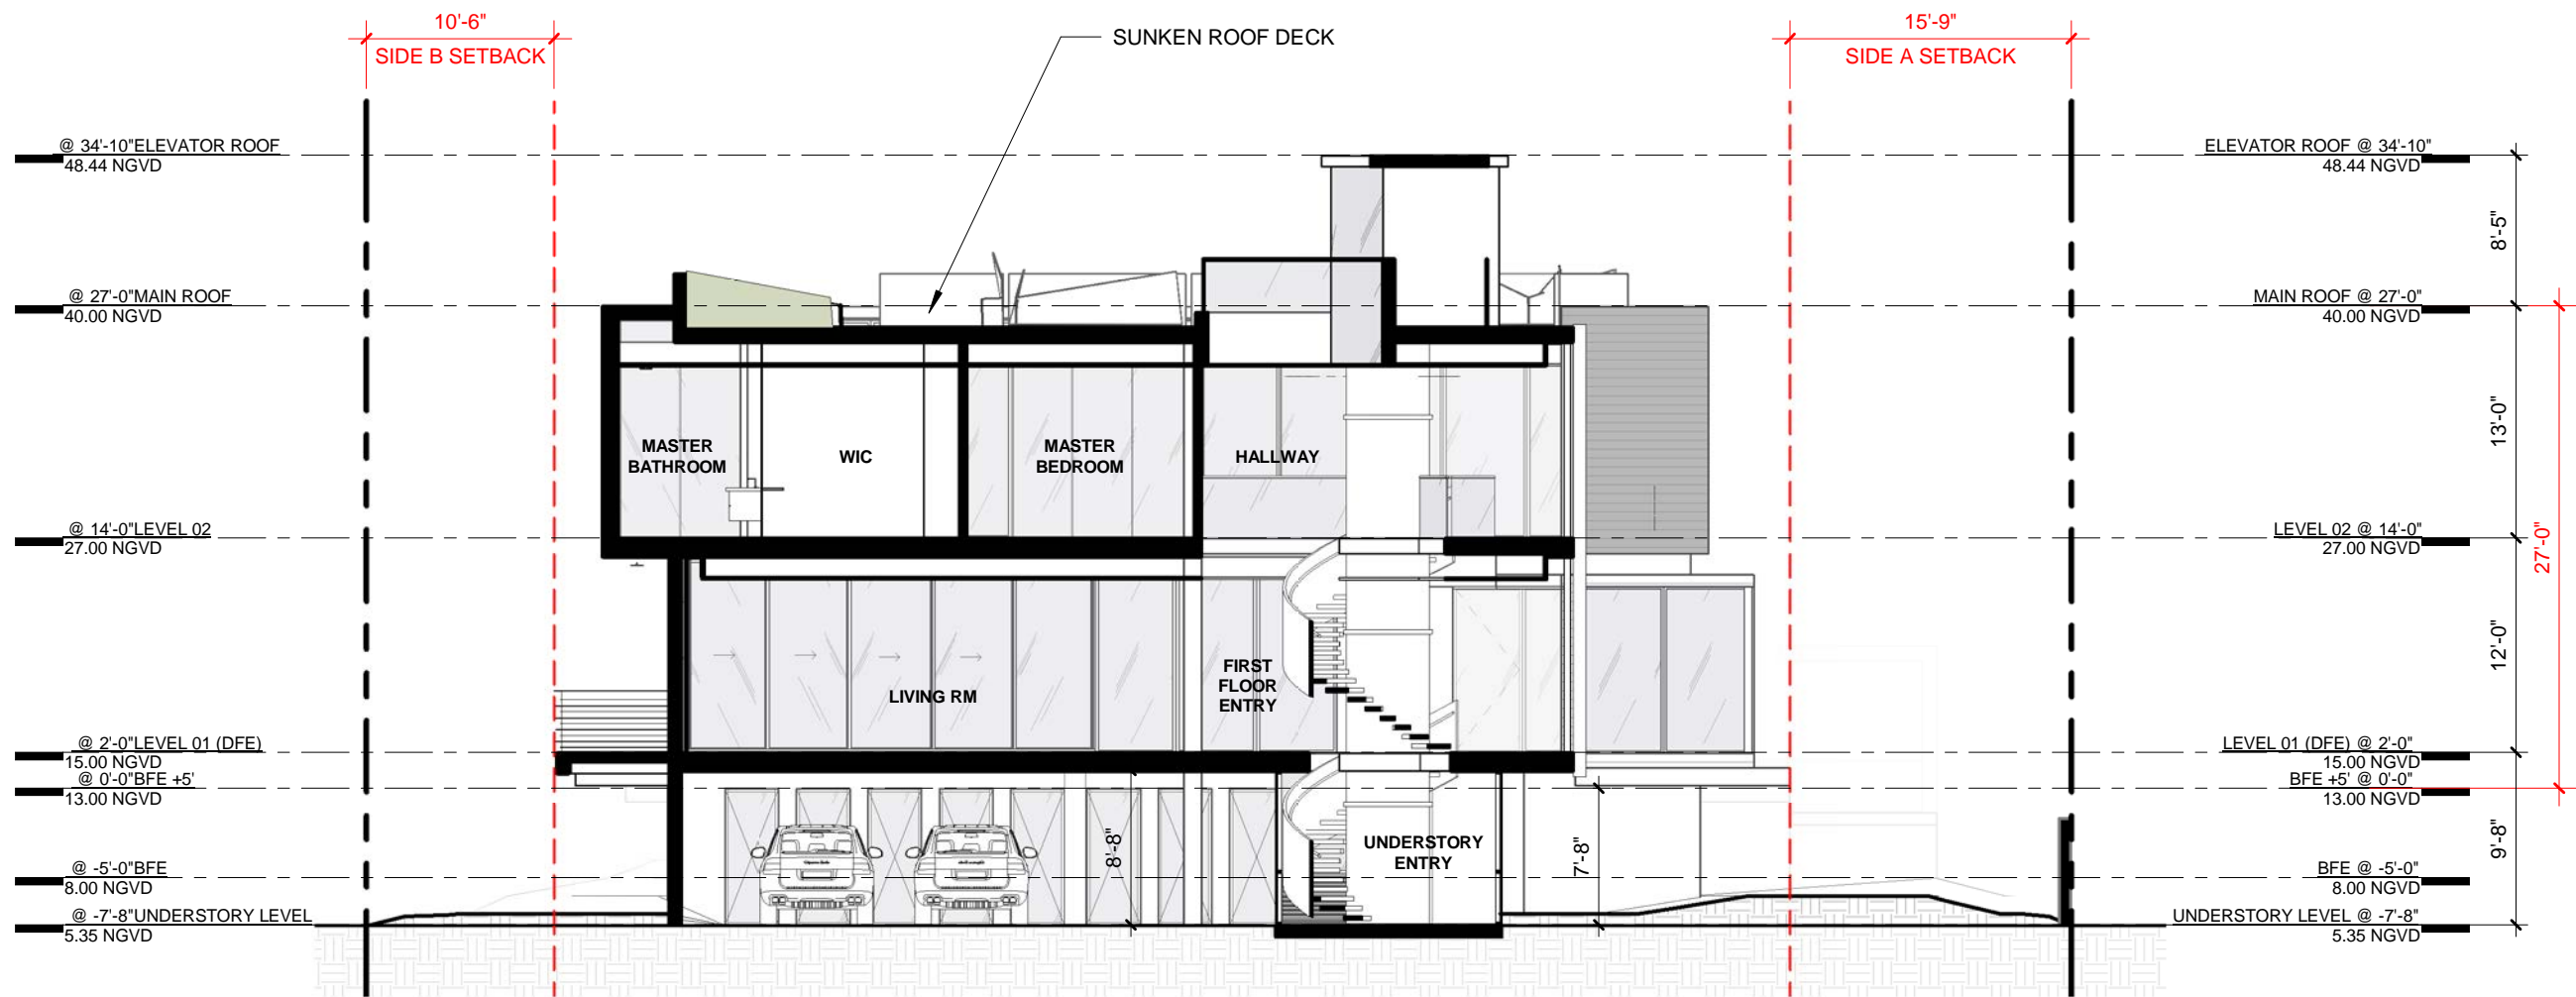 10'-6"
SIDE B SETBACK
SUNKEN ROOF DECK
15'-9"
SIDE A SETBACK
@ 34'-10"ELEVATOR ROOF
48.44 NGVD
ELEVATOR ROOF @ 34'-10"
48.44 NGVD
8'-5"
@ 27'-0"MAIN ROOF
40.00 NGVD
MAIN ROOF @ 27'-0"
40.00 NGVD
13'-0"
MASTER
BATHROOM
WIC
MASTER
BEDROOM
HALLWAY
@ 14'-0"LEVEL 02
27.00 NGVD
LEVEL 02 @ 14'-0"
27.00 NGVD
27'-0"
12'-0"
LIVING RM
FIRST
FLOOR
ENTRY
@ 2'-0"LEVEL 01 (DFE)
15.00 NGVD
LEVEL 01 (DFE) @ 2'-0"
15.00 NGVD
@ 0'-0"BFE +5'
13.00 NGVD
BFE +5' @ 0'-0"
13.00 NGVD
9'-8"
8'-8"
UNDERSTORY
ENTRY
7'-8"
@ -5'-0"BFE
8.00 NGVD
BFE @ -5'-0"
8.00 NGVD
@ -7'-8"UNDERSTORY LEVEL
5.35 NGVD
UNDERSTORY LEVEL @ -7'-8"
5.35 NGVD